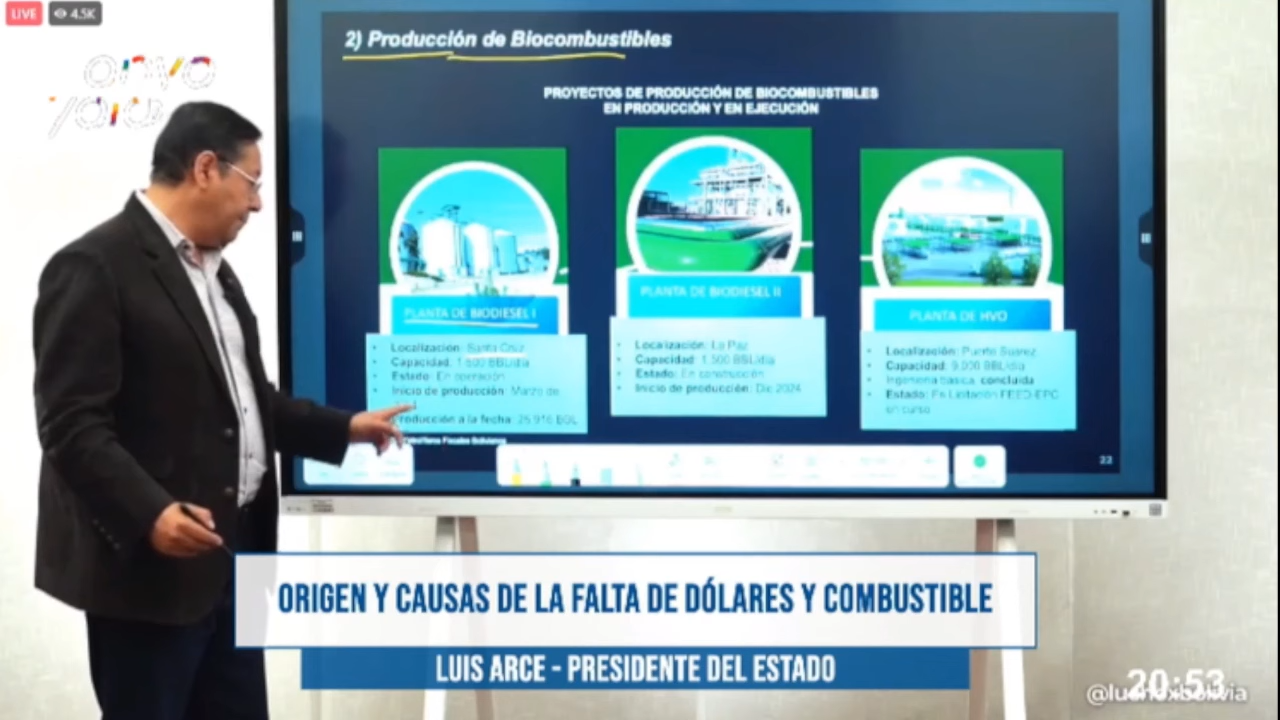 LIVE
4.5K
2) Producción de Biocombustibles
PROYECTOS DE PRODUCCIÓN DE BIOCOMBUSTIBLES
EN PRODUCCIÓN Y EN EJECUCIÓN
PLANTA DE BIODIESEL I
• Localización: Santa Cruz
• Capacidad: 1.500 BBL/día
• Estado: En operación
• Inicio de producción: Marzo de
Producción a la fecha: 25.916 BBL
Fiscales Bolivianos
PLANTA DE BIODIESEL II
• Localización: La Paz
• Capacidad: 1.500 BBL/día
• Estado: En construcción
• Inicio de producción: Dic 2024
PLANTA DE HVO
• Localización: Puerto Suarez
• Capacidad: 9.000 BBL/día
• Ingeniería básica: concluida
• Estado: En Licitación FEED-EPC
en curso
22
ORIGEN Y CAUSAS DE LA FALTA DE DÓLARES Y COMBUSTIBLE
LUIS ARCE - PRESIDENTE DEL ESTADO
20:53
@luchoxbolivia